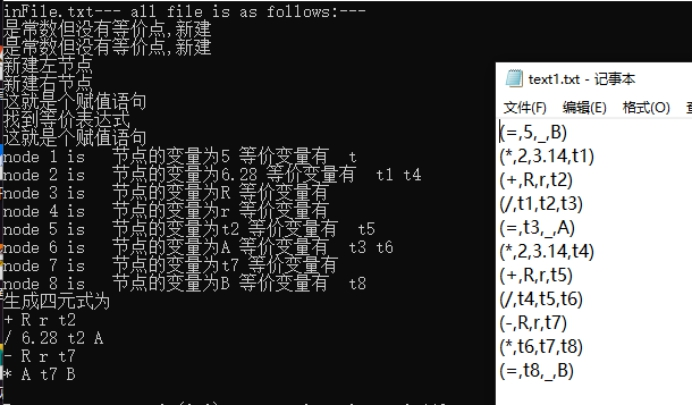 inFile.txt--- all file is as follows:---
是常数但没有等价点,新建
是常数但没有等价点,新建
新建左节点
新建右节点
这就是个赋值语句
找到等价表达式
这就是个赋值语句
node 1 is 节点的变量为5 等价变量有 t
node 2 is 节点的变量为6.28 等价变量有 t1 t4
node 3 is 节点的变量为R 等价变量有
node 4 is 节点的变量为r 等价变量有
node 5 is 节点的变量为t2 等价变量有 t5
node 6 is 节点的变量为A 等价变量有 t3 t6
node 7 is 节点的变量为t7 等价变量有
node 8 is 节点的变量为B 等价变量有 t8
生成四元式为
+ R r t2
/ 6.28 t2 A
- R r t7
* A t7 B
text1.txt - 记事本
文件(F) 编辑(E) 格式(O)
(=,5,_,B)
(*,2,3.14,t1)
(+,R,r,t2)
(/,t1,t2,t3)
(=,t3,_,A)
(*,2,3.14,t4)
(+,R,r,t5)
(/,t4,t5,t6)
(-,R,r,t7)
(*,t6,t7,t8)
(=,t8,_,B)